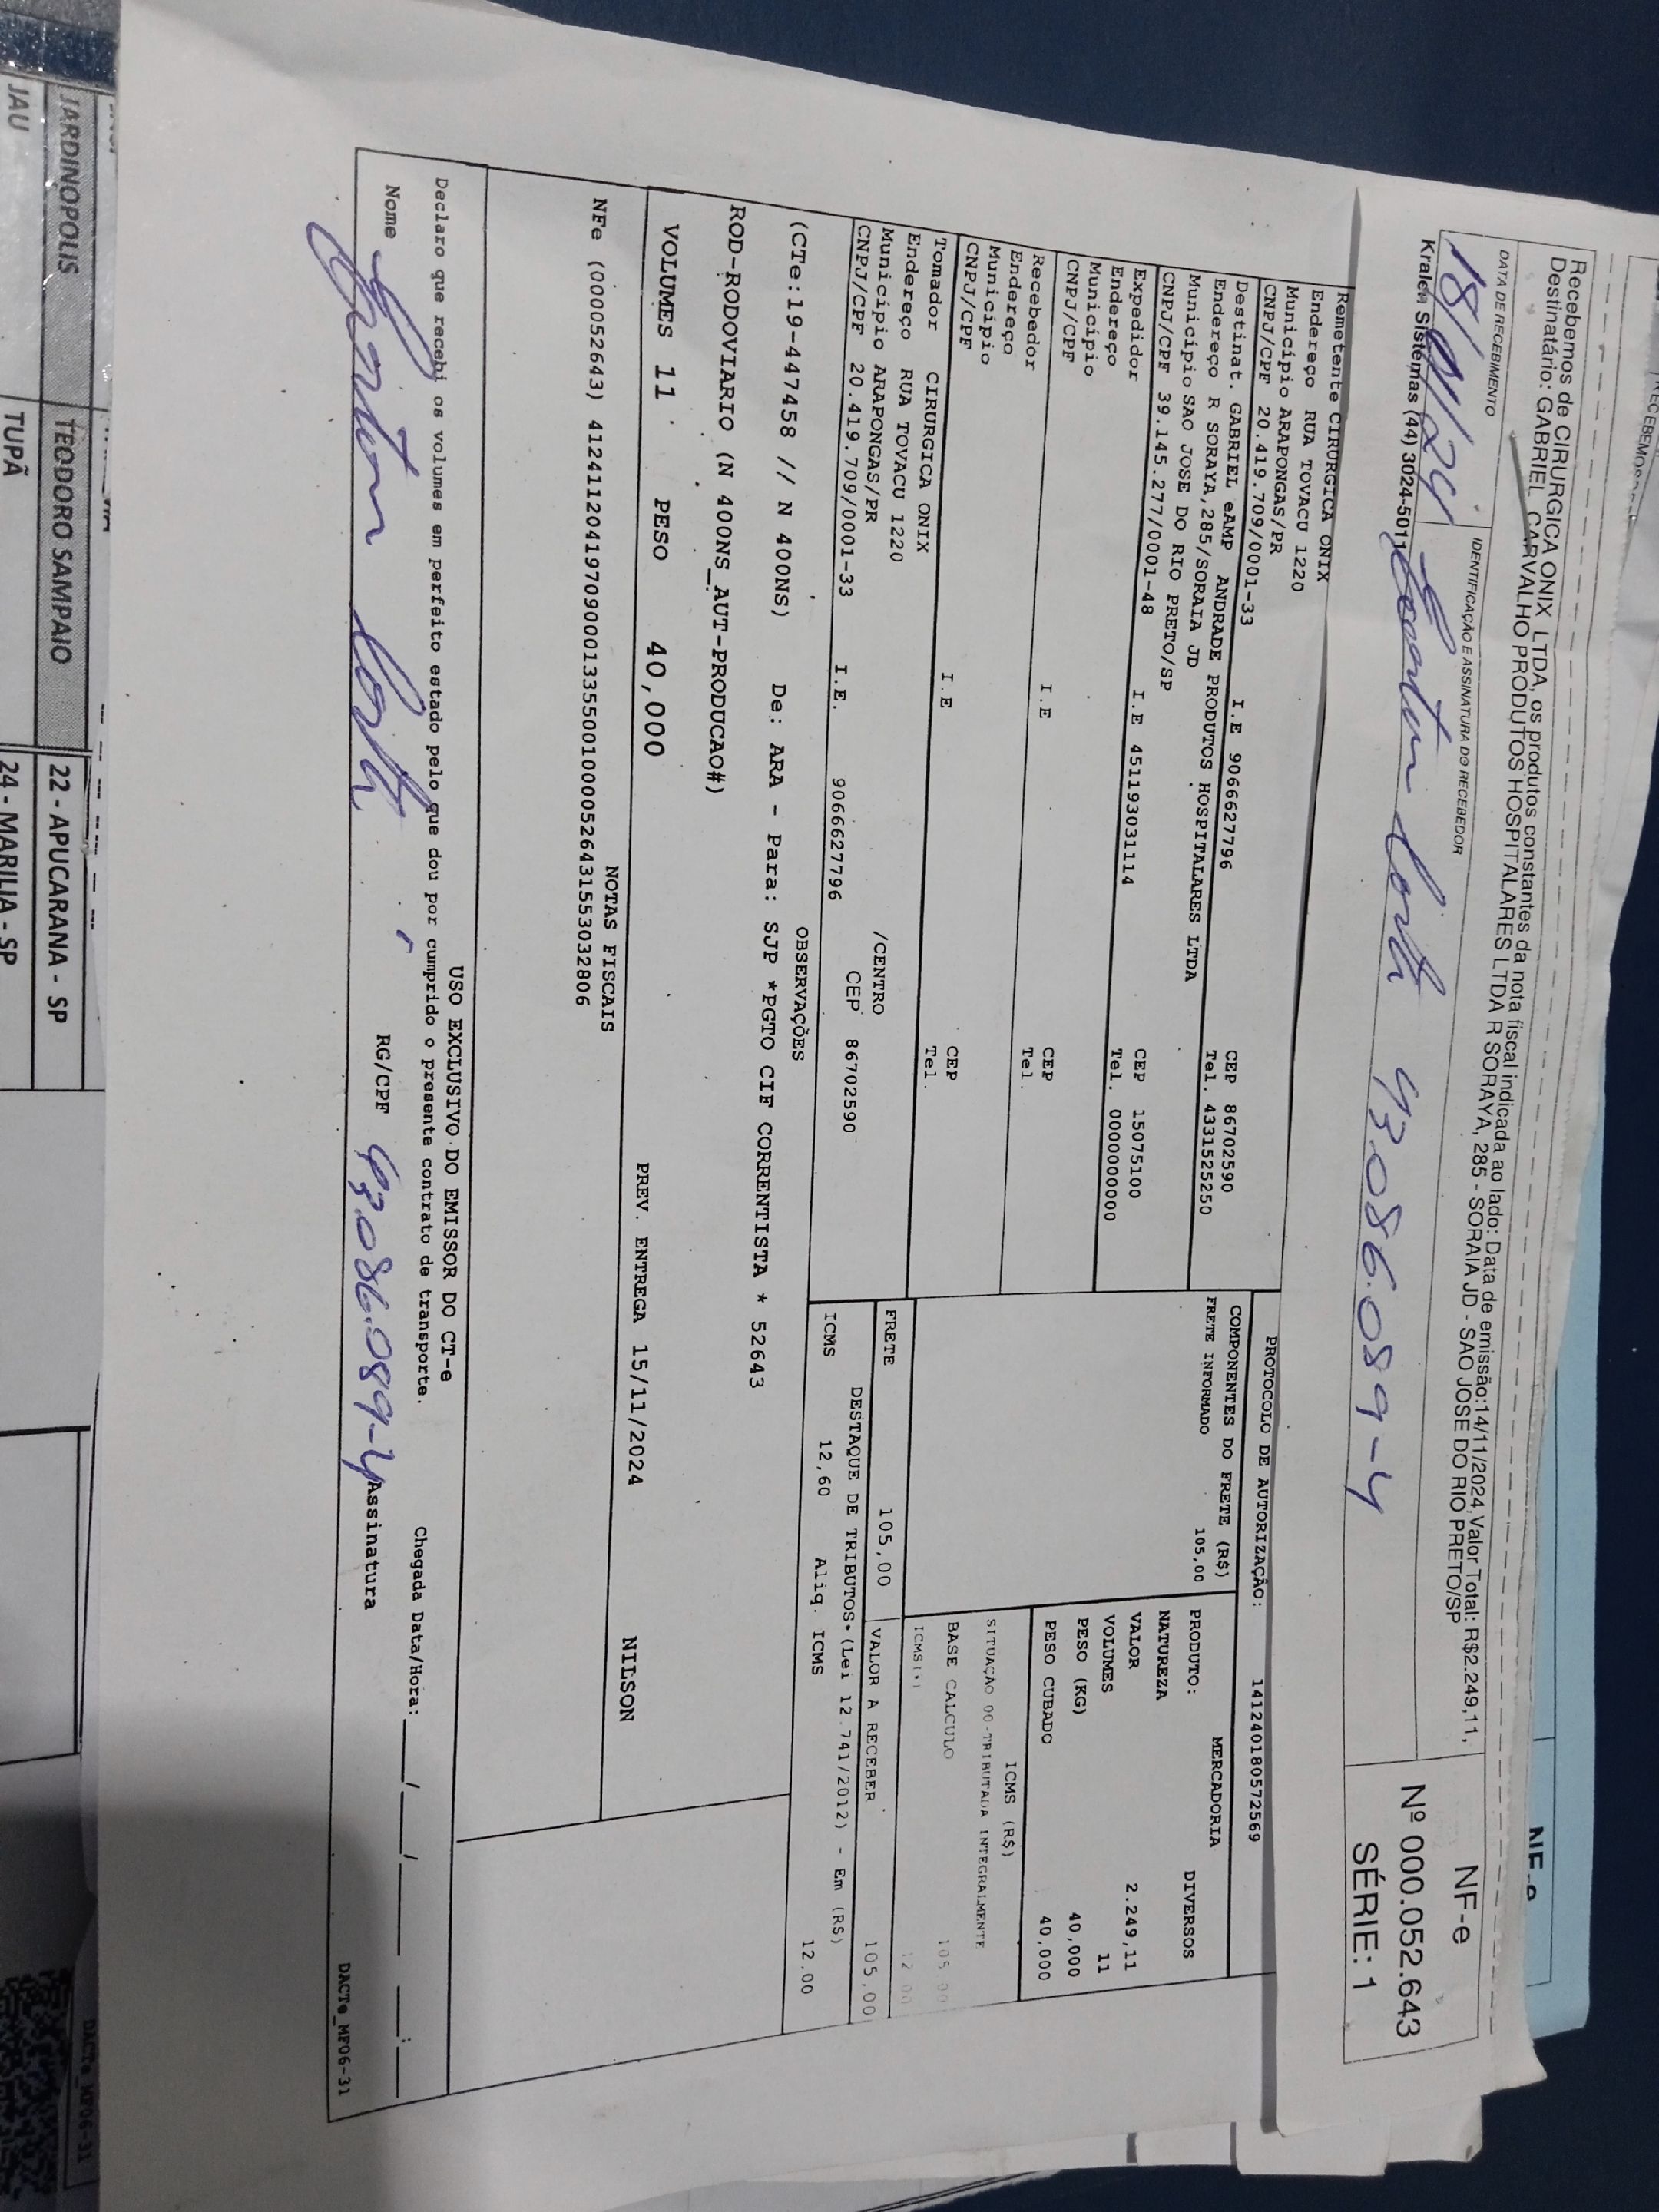 Recebemos de CIRURGICA ONIX LTDA, os produtos constantes da nota fiscal indicada ao lado: Data de emissão:14/11/2024,Valor Total: R$2.249,11,
Destinatário: GABRIEL CARVALHO PRODUTOS HOSPITALARES LTDA R SORAYA, 285 - SORAIA JD - SAO JOSE DO RIO PRETO/SP
DATA DE RECEBIMENTO
IDENTIFICAÇÃO E ASSINATURA DO RECEBEDOR
NF-e
Nº 000.052.643
SÉRIE: 1
43.086.089-4
Sistemas (44) 3024-5011
PROTOCOLO DE AUTORIZAÇÃO: 141240180572569
Remetente CIRURGICA ONIX
Endereço RUA TOVACU 1220
Município ARAPONGAS/PR CEP 86702590
CNPJ/CPF 20.419.709/0001-33 I.E 9066627796 Tel. 4331525250
Destinat. GABRIEL eAMP ANDRADE PRODUTOS HOSPITALARES LTDA
Endereço R SORAYA,285/SORAIA JD
Município SAO JOSE DO RIO PRETO/SP CEP 15075100
CNPJ/CPF 39.145.277/0001-48 I.E 451193031114 Tel. 0000000000
Expedidor
Endereço
Município CEP
CNPJ/CPF I.E Tel.
Recebedor
Endereço
Município CEP
CNPJ/CPF I.E Tel.
Tomador CIRURGICA ONIX
Endereço RUA TOVACU 1220 /CENTRO
Município ARAPONGAS/PR CEP 86702590
CNPJ/CPF 20.419.709/0001-33 I.E. 9066627796
COMPONENTES DO FRETE (R$)
FRETE INFORMADO 105,00
MERCADORIA
PRODUTO: DIVERSOS
NATUREZA
VALOR 2.249,11
VOLUMES 11
PESO (KG) 40,000
PESO CUBADO 40,000
ICMS (R$)
SITUAÇÃO 00-TRIBUTADA INTEGRALMENTE
BASE CALCULO 105,00
ICMS(+) 12.00
FRETE 105,00 VALOR A RECEBER 105,00
DESTAQUE DE TRIBUTOS (Lei 12.741/2012) - Em (R$)
ICMS 12,60 Aliq. ICMS 12.00
OBSERVAÇÕES
(CTe:19-447458 // N 400NS) De: ARA - Para: SJP *PGTO CIF CORRENTISTA * 52643
ROD-RODOVIARIO (N 400NS_AUT-PRODUCAO#)
VOLUMES 11 PESO 40,000 PREV. ENTREGA 15/11/2024 NILSON
NOTAS FISCAIS
NFe (000052643) 41241120419709000133550010000526431553032806
USO EXCLUSIVO DO EMISSOR DO CT-e
Declaro que recebi os volumes em perfeito estado pelo que dou por cumprido o presente contrato de transporte.
Chegada Data/Hora: __/__/____ __:__
Nome RG/CPF 43.086.089-4 Assinatura
DACTe_MF06-31
JARDINOPOLIS TEODORO SAMPAIO 22 - APUCARANA - SP
JAU TUPÃ 24 - MARILIA - SP
DACTe_MF06-31